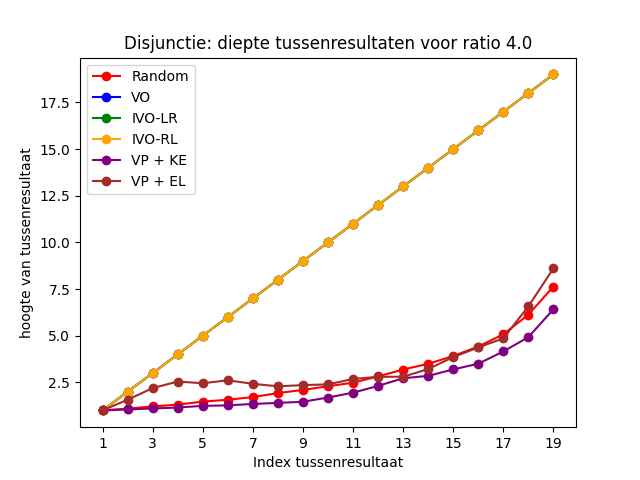 Disjunctie: diepte tussenresultaten voor ratio 4.0
Random
VO
IVO-LR
IVO-RL
VP + KE
VP + EL
17.5
15.0
12.5
10.0
7.5
5.0
2.5
hoogte van tussenresultaat
1 3 5 7 9 11 13 15 17 19
Index tussenresultaat